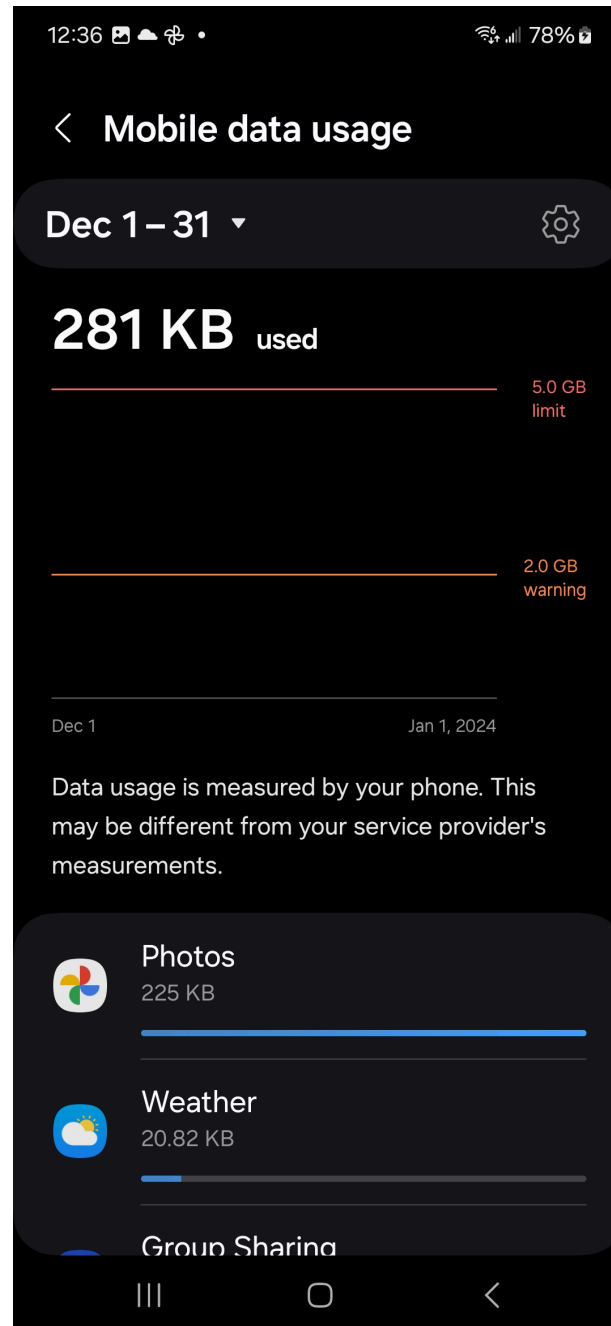 12:36 78%
Mobile data usage
Dec 1 – 31
281 KB used
5.0 GB
limit
2.0 GB
warning
Dec 1 Jan 1, 2024
Data usage is measured by your phone. This
may be different from your service provider's
measurements.
Photos
225 KB
Weather
20.82 KB
Group Sharing